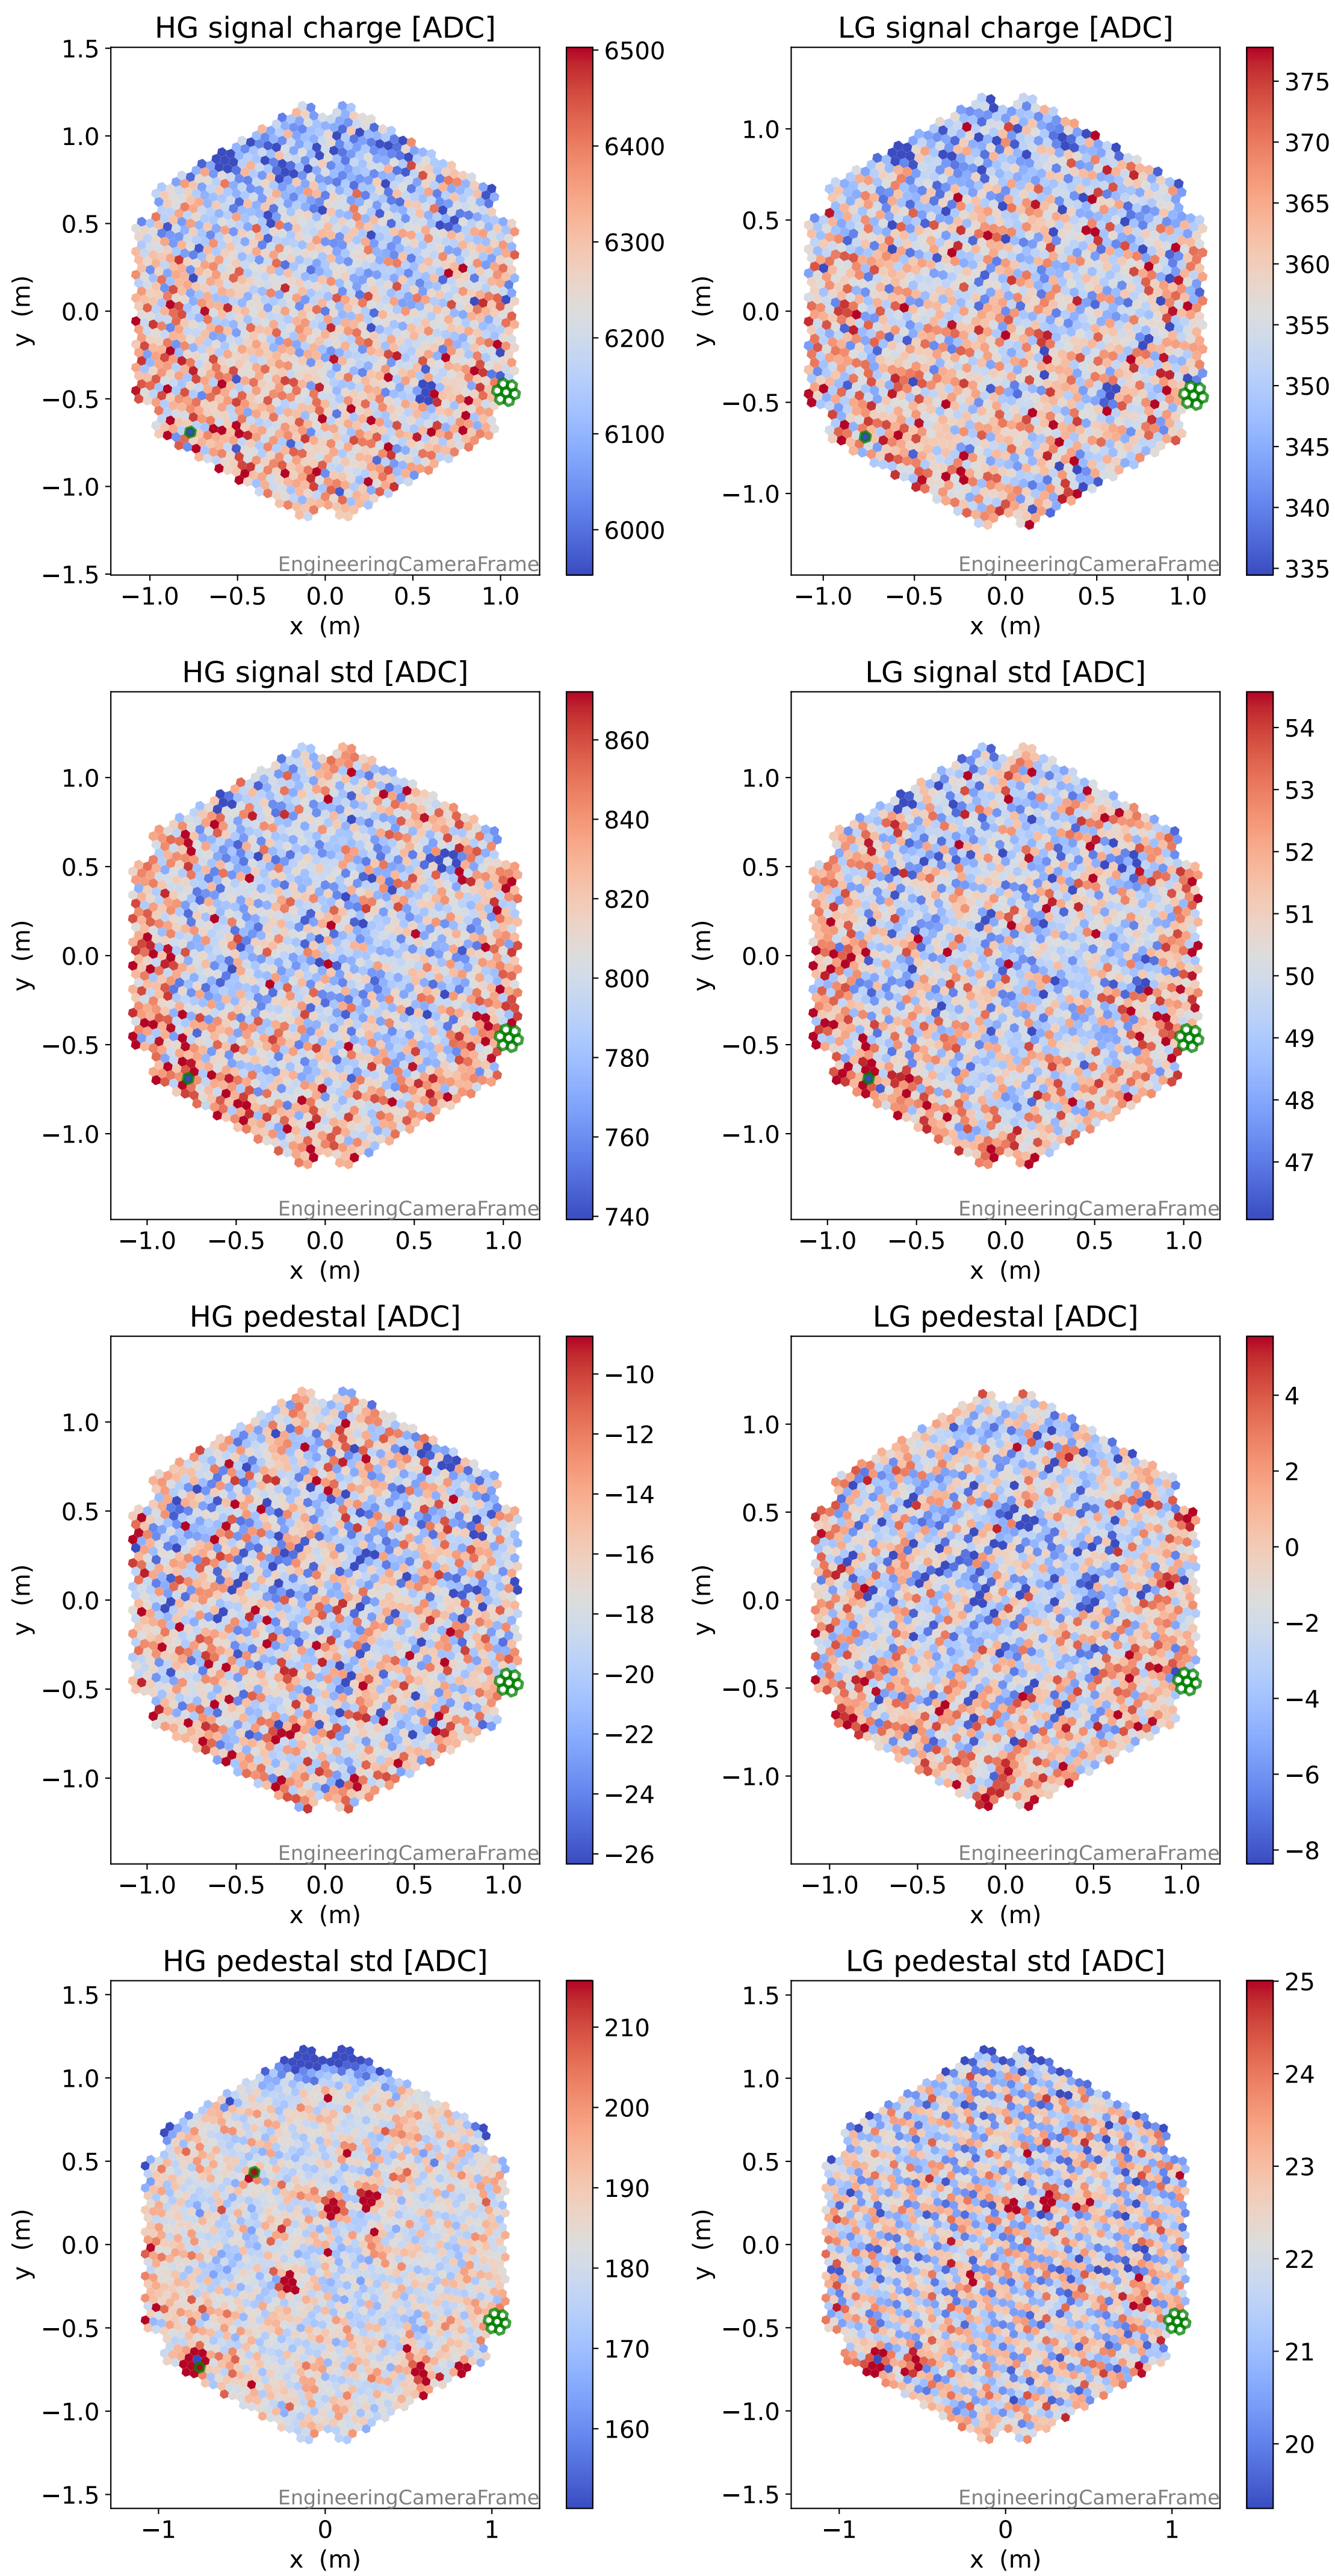 HG signal charge [ADC]
1.5
1.0
0.5
0.0
−0.5
−1.0
−1.5
y (m)
−1.0 −0.5 0.0 0.5 1.0
x (m)
EngineeringCameraFrame
6500
6400
6300
6200
6100
6000
LG signal charge [ADC]
1.0
0.5
0.0
−0.5
−1.0
y (m)
−1.0 −0.5 0.0 0.5 1.0
x (m)
EngineeringCameraFrame
375
370
365
360
355
350
345
340
335
HG signal std [ADC]
1.0
0.5
0.0
−0.5
−1.0
y (m)
−1.0 −0.5 0.0 0.5 1.0
x (m)
EngineeringCameraFrame
860
840
820
800
780
760
740
LG signal std [ADC]
1.0
0.5
0.0
−0.5
−1.0
y (m)
−1.0 −0.5 0.0 0.5 1.0
x (m)
EngineeringCameraFrame
54
53
52
51
50
49
48
47
HG pedestal [ADC]
1.0
0.5
0.0
−0.5
−1.0
y (m)
−1.0 −0.5 0.0 0.5 1.0
x (m)
EngineeringCameraFrame
−10
−12
−14
−16
−18
−20
−22
−24
−26
LG pedestal [ADC]
1.0
0.5
0.0
−0.5
−1.0
y (m)
−1.0 −0.5 0.0 0.5 1.0
x (m)
EngineeringCameraFrame
4
2
0
−2
−4
−6
−8
HG pedestal std [ADC]
1.5
1.0
0.5
0.0
−0.5
−1.0
−1.5
y (m)
−1 0 1
x (m)
EngineeringCameraFrame
210
200
190
180
170
160
LG pedestal std [ADC]
1.5
1.0
0.5
0.0
−0.5
−1.0
−1.5
y (m)
−1 0 1
x (m)
EngineeringCameraFrame
25
24
23
22
21
20